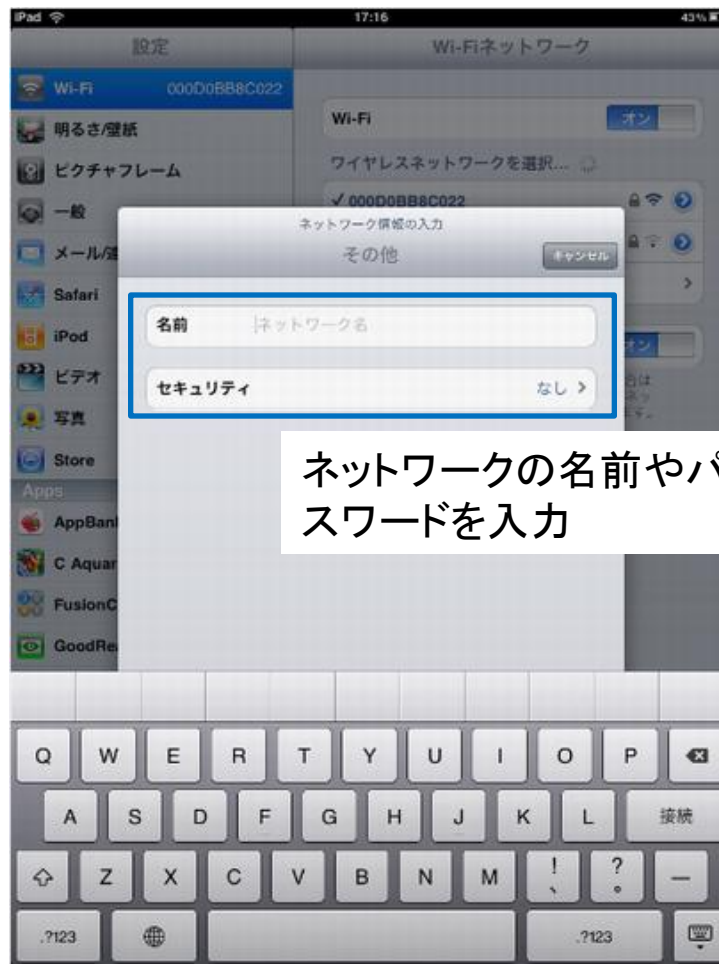 iPad 17:16 43%
設定
Wi-Fiネットワーク
Wi-Fi 000D0BB8C022
明るさ/壁紙
ピクチャフレーム
一般
メール/連
Safari
iPod
ビデオ
写真
Store
Apps
AppBan
C Aquar
FusionC
GoodRe
Wi-Fi オン
ワイヤレスネットワークを選択...
✓ 000D0BB8C022
オン
ネットワーク情報の入力
その他
キャンセル
名前 ネットワーク名
セキュリティ なし >
ネットワークの名前やパ
スワードを入力
Q W E R T Y U I O P
A S D F G H J K L 接続
Z X C V B N M ! 、 ? 。 ー
.?123 .?123